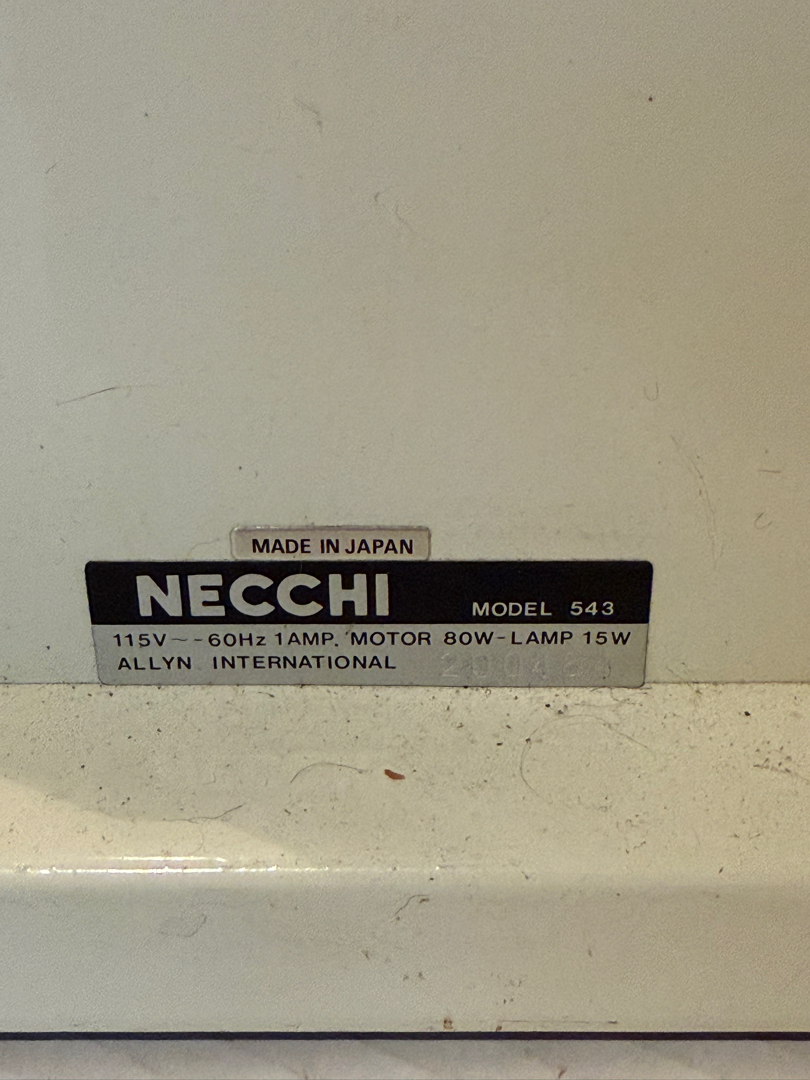 MADE IN JAPAN
NECCHI MODEL 543
115V~-60Hz 1AMP. MOTOR 80W-LAMP 15W
ALLYN INTERNATIONAL